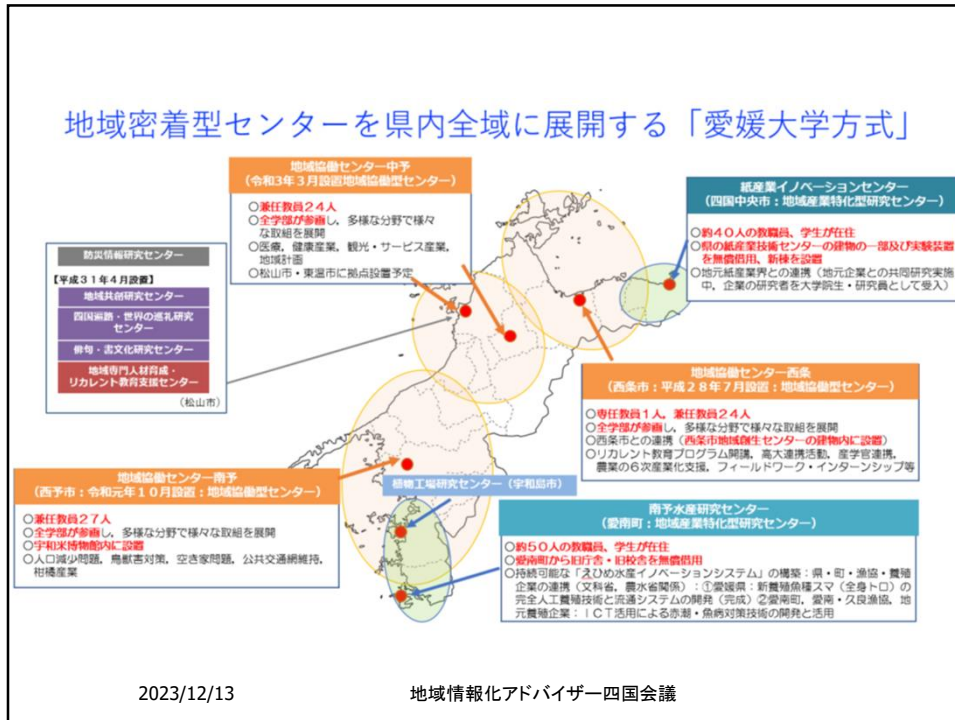 地域密着型センターを県内全域に展開する「愛媛大学方式」
地域協働センター中予
（令和3年３月設置地域協働型センター）
○兼任教員２４人
○全学部が参画し、多様な分野で様々
な取組を展開
○医療，健康産業，観光・サービス産業，
地域計画
○松山市・東温市に拠点設置予定
紙産業イノベーションセンター
（四国中央市：地域産業特化型研究センター）
○約４０人の教職員、学生が在住
○県の紙産業技術センターの建物の一部及び実験装置
を無償借用、新棟を設置
○地元紙産業界との連携（地元企業との共同研究実施
中，企業の研究者を大学院生・研究員として受入）
防災情報研究センター
【平成３１年４月設置】
地域共創研究センター
四国遍路・世界の巡礼研究
センター
俳句・書文化研究センター
地域専門人材育成・
リカレント教育支援センター
（松山市）
地域協働センター西条
（西条市：平成２８年７月設置：地域協働型センター）
○専任教員１人，兼任教員２４人
○全学部が参画し，多様な分野で様々な取組を展開
○西条市との連携（西条市地域創生センターの建物内に設置）
○リカレント教育プログラム開講，高大連携活動，産学官連携，
農業の６次産業化支援，フィールドワーク・インターンシップ等
地域協働センター南予
（西予市：令和元年１０月設置：地域協働型センター）
○兼任教員２７人
○全学部が参画し，多様な分野で様々な取組を展開
○宇和米博物館内に設置
○人口減少問題，鳥獣害対策，空き家問題，公共交通網維持，
柑橘産業
植物工場研究センター（宇和島市）
南予水産研究センター
（愛南町：地域産業特化型研究センター）
○約５０人の教職員、学生が在住
○愛南町から旧庁舎・旧校舎を無償借用
○持続可能な「えひめ水産イノベーションシステム」の構築：県・町・漁協・養殖
企業の連携（文科省，農水省関係）：①愛媛県：新養殖魚種スマ（全身トロ）の
完全人工養殖技術と流通システムの開発（完成）②愛南町，愛南・久良漁協，地
元養殖企業：ＩＣＴ活用による赤潮・魚病対策技術の開発と活用
2023/12/13
地域情報化アドバイザー四国会議